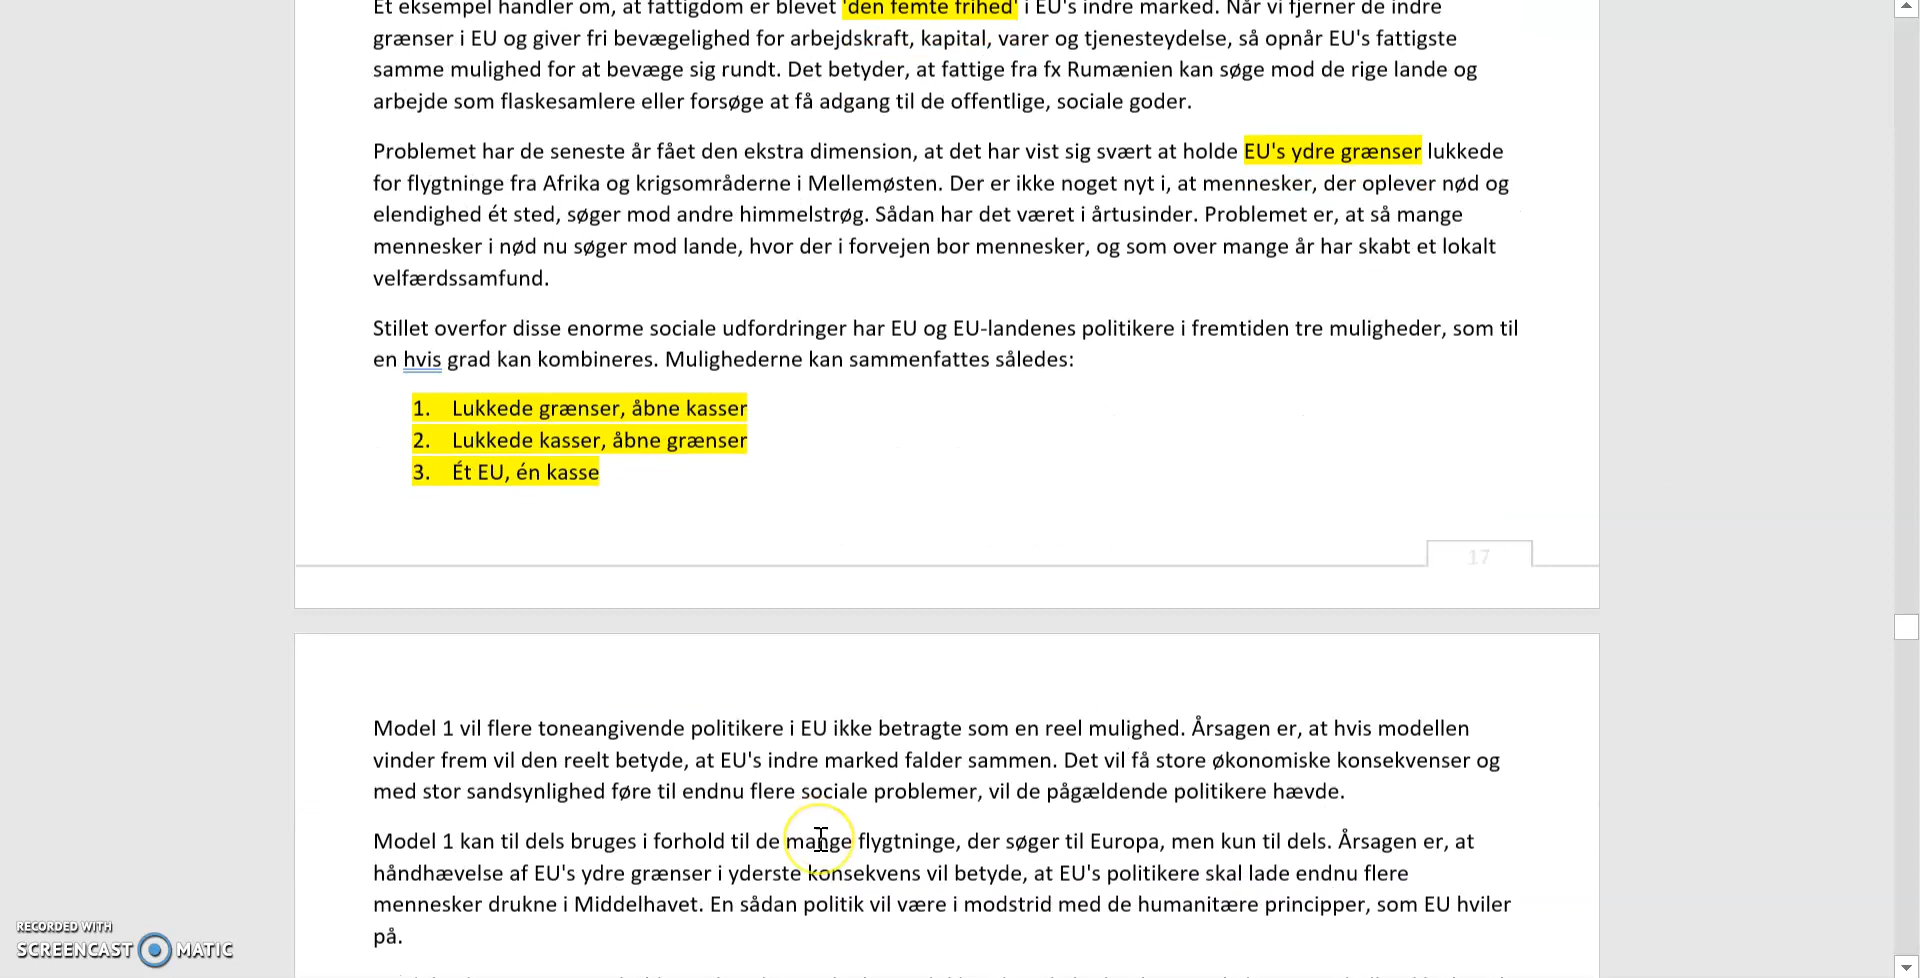 Et eksempel handler om, at fattigdom er blevet 'den femte frihed' i EU's indre marked. Når vi fjerner de indre
grænser i EU og giver fri bevægelighed for arbejdskraft, kapital, varer og tjenesteydelse, så opnår EU's fattigste
samme mulighed for at bevæge sig rundt. Det betyder, at fattige fra fx Rumænien kan søge mod de rige lande og
arbejde som flaskesamlere eller forsøge at få adgang til de offentlige, sociale goder.
Problemet har de seneste år fået den ekstra dimension, at det har vist sig svært at holde EU's ydre grænser lukkede
for flygtninge fra Afrika og krigsområderne i Mellemøsten. Der er ikke noget nyt i, at mennesker, der oplever nød og
elendighed ét sted, søger mod andre himmelstrøg. Sådan har det været i årtusinder. Problemet er, at så mange
mennesker i nød nu søger mod lande, hvor der i forvejen bor mennesker, og som over mange år har skabt et lokalt
velfærdssamfund.
Stillet overfor disse enorme sociale udfordringer har EU og EU-landenes politikere i fremtiden tre muligheder, som til
en hvis grad kan kombineres. Mulighederne kan sammenfattes således:
1. Lukkede grænser, åbne kasser
2. Lukkede kasser, åbne grænser
3. Ét EU, én kasse
17
Model 1 vil flere toneangivende politikere i EU ikke betragte som en reel mulighed. Årsagen er, at hvis modellen
vinder frem vil den reelt betyde, at EU's indre marked falder sammen. Det vil få store økonomiske konsekvenser og
med stor sandsynlighed føre til endnu flere sociale problemer, vil de pågældende politikere hævde.
Model 1 kan til dels bruges i forhold til de mange flygtninge, der søger til Europa, men kun til dels. Årsagen er, at
håndhævelse af EU's ydre grænser i yderste konsekvens vil betyde, at EU's politikere skal lade endnu flere
mennesker drukne i Middelhavet. En sådan politik vil være i modstrid med de humanitære principper, som EU hviler
på.
RECORDED WITH
SCREENCAST MATIC